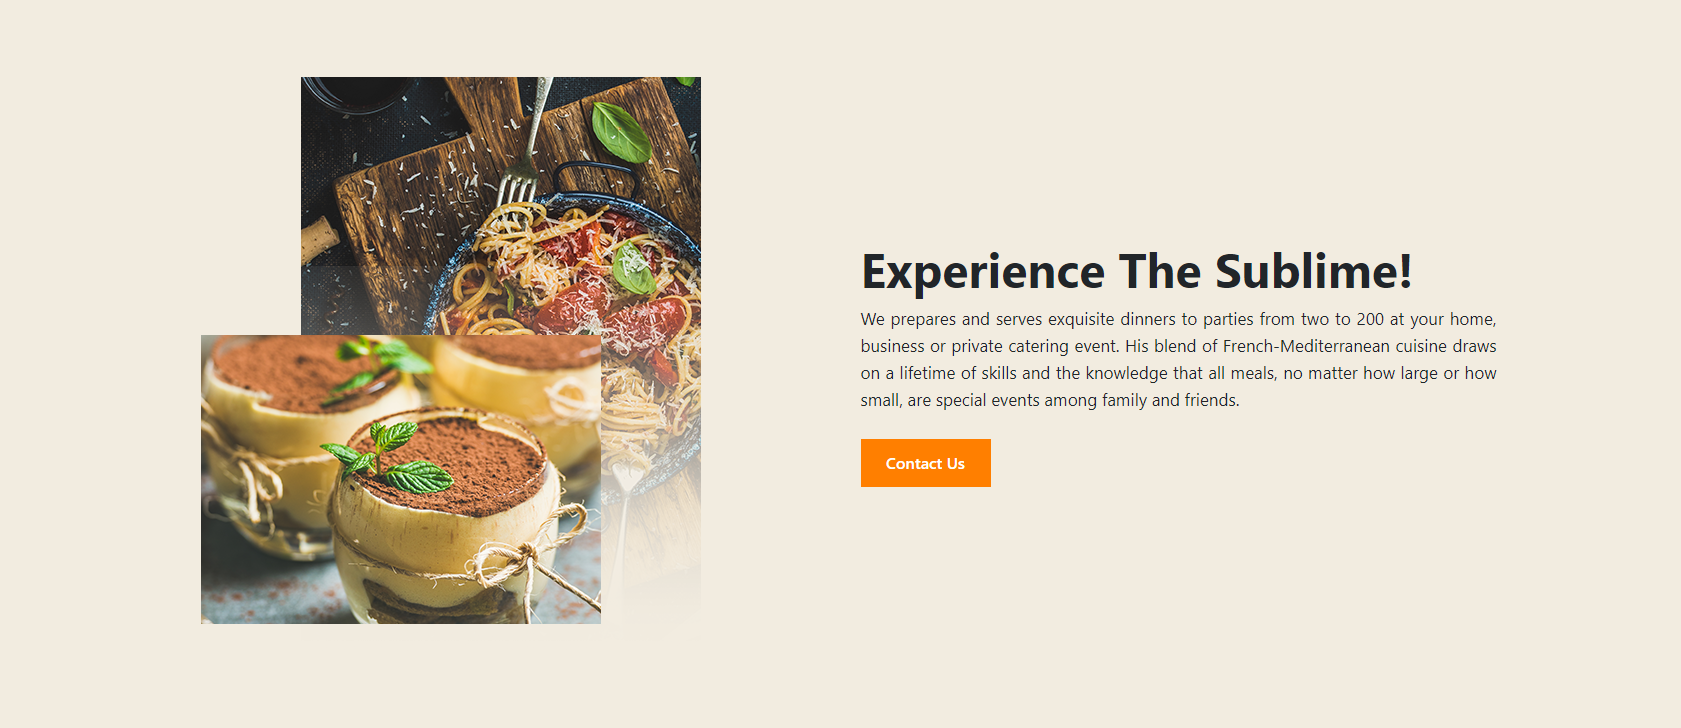 Experience The Sublime!
We prepares and serves exquisite dinners to parties from two to 200 at your home,
business or private catering event. His blend of French-Mediterranean cuisine draws
on a lifetime of skills and the knowledge that all meals, no matter how large or how
small, are special events among family and friends.
Contact Us